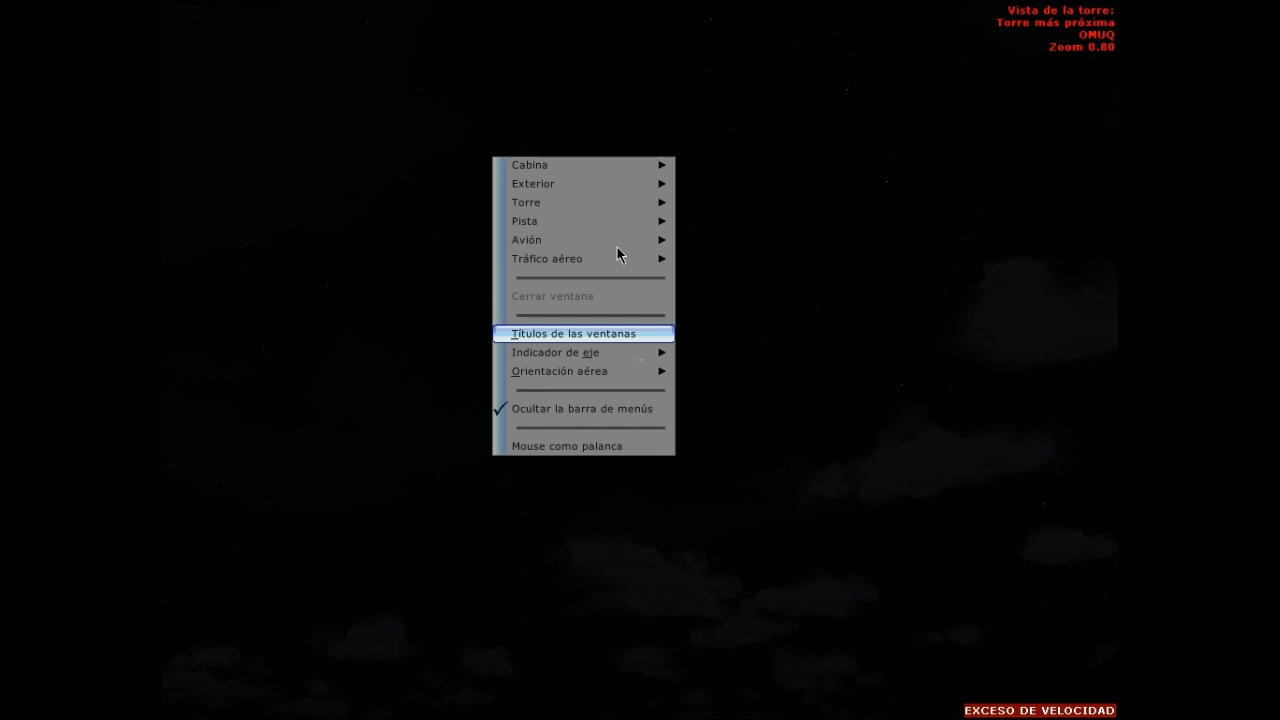 Vista de la torre:
Torre más próxima
OMUQ
Zoom 0.80
Cabina
Exterior
Torre
Pista
Avión
Tráfico aéreo
Cerrar ventana
Títulos de las ventanas
Indicador de eje
Orientación aérea
Ocultar la barra de menús
Mouse como palanca
EXCESO DE VELOCIDAD